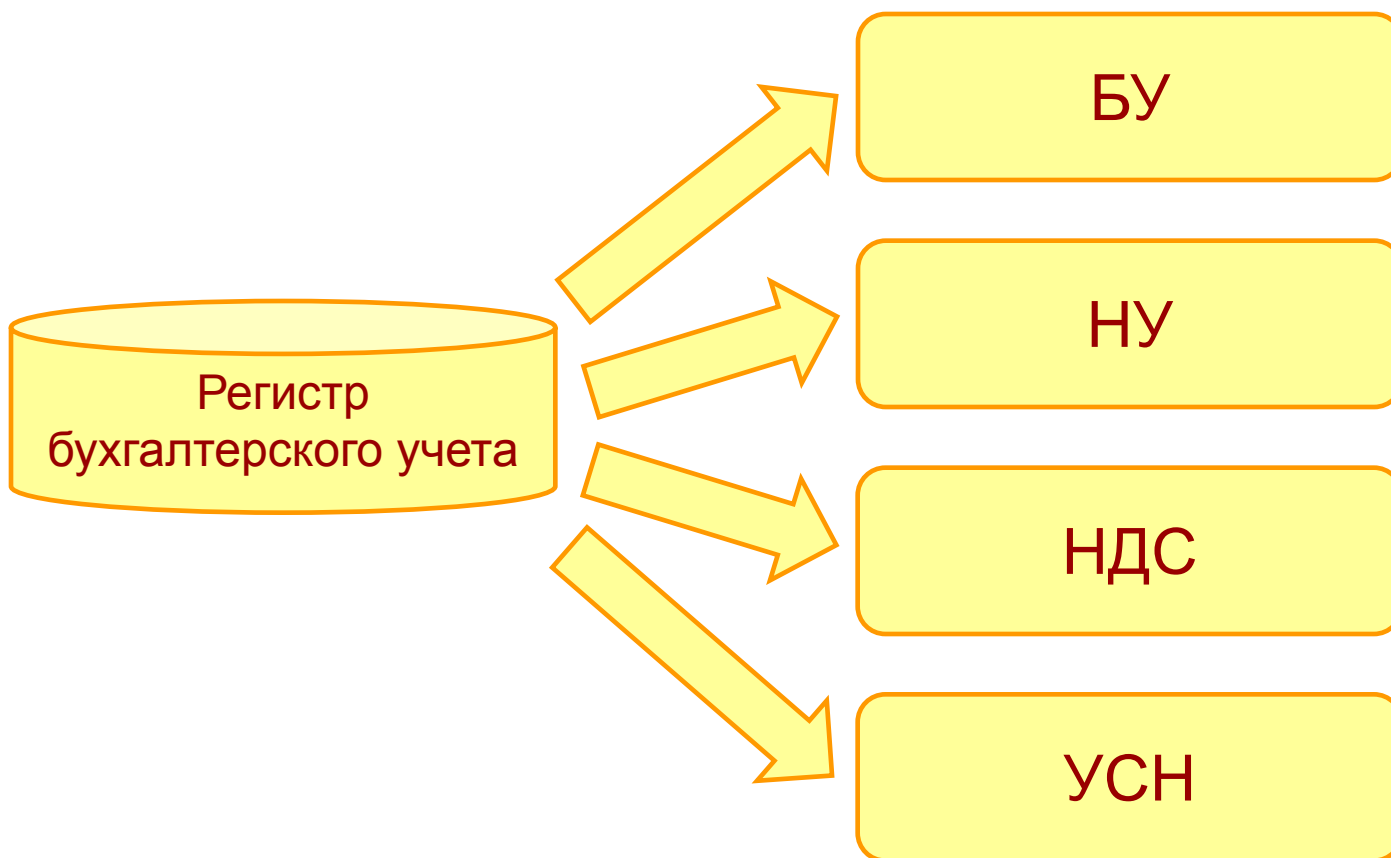 БУ
НУ
Регистр
бухгалтерского учета
НДС
УСН